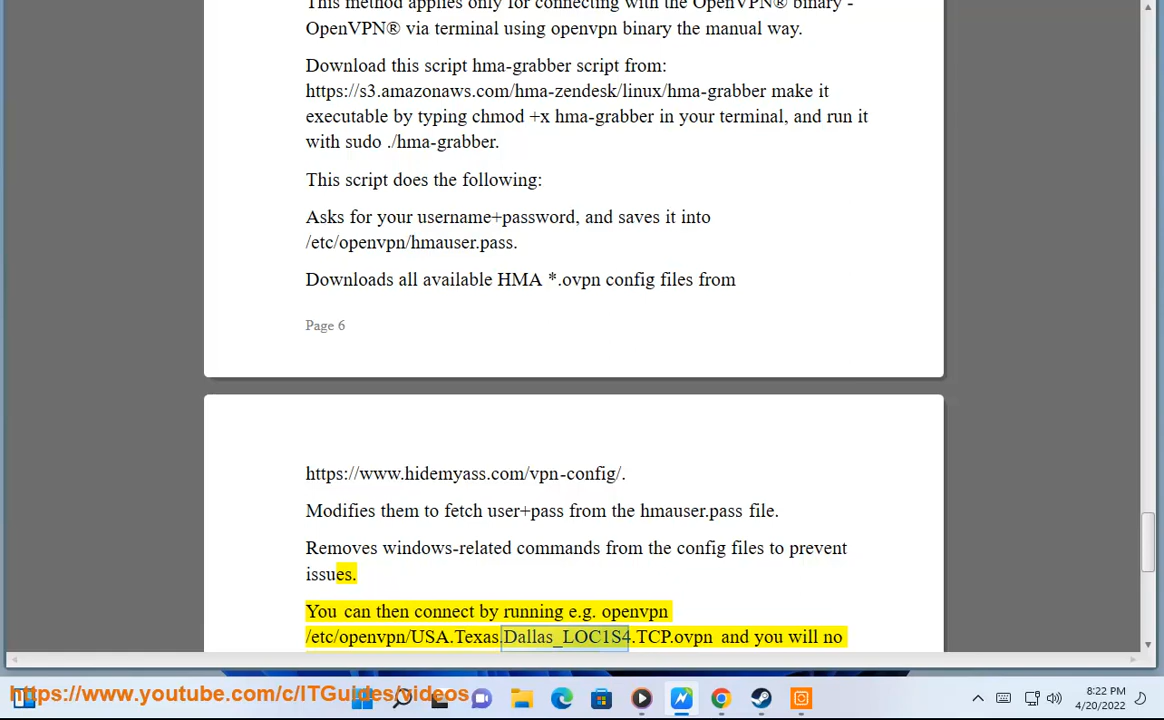 This method applies only for connecting with the OpenVPN® binary -
OpenVPN® via terminal using openvpn binary the manual way.
Download this script hma-grabber script from:
https://s3.amazonaws.com/hma-zendesk/linux/hma-grabber make it
executable by typing chmod +x hma-grabber in your terminal, and run it
with sudo ./hma-grabber.
This script does the following:
Asks for your username+password, and saves it into
/etc/openvpn/hmauser.pass.
Downloads all available HMA *.ovpn config files from
Page 6
https://www.hidemyass.com/vpn-config/.
Modifies them to fetch user+pass from the hmauser.pass file.
Removes windows-related commands from the config files to prevent
issues.
You can then connect by running e.g. openvpn
/etc/openvpn/USA.Texas.Dallas_LOC1S4.TCP.ovpn and you will no
https://www.youtube.com/c/ITGuides/videos
8:22 PM
4/20/2022